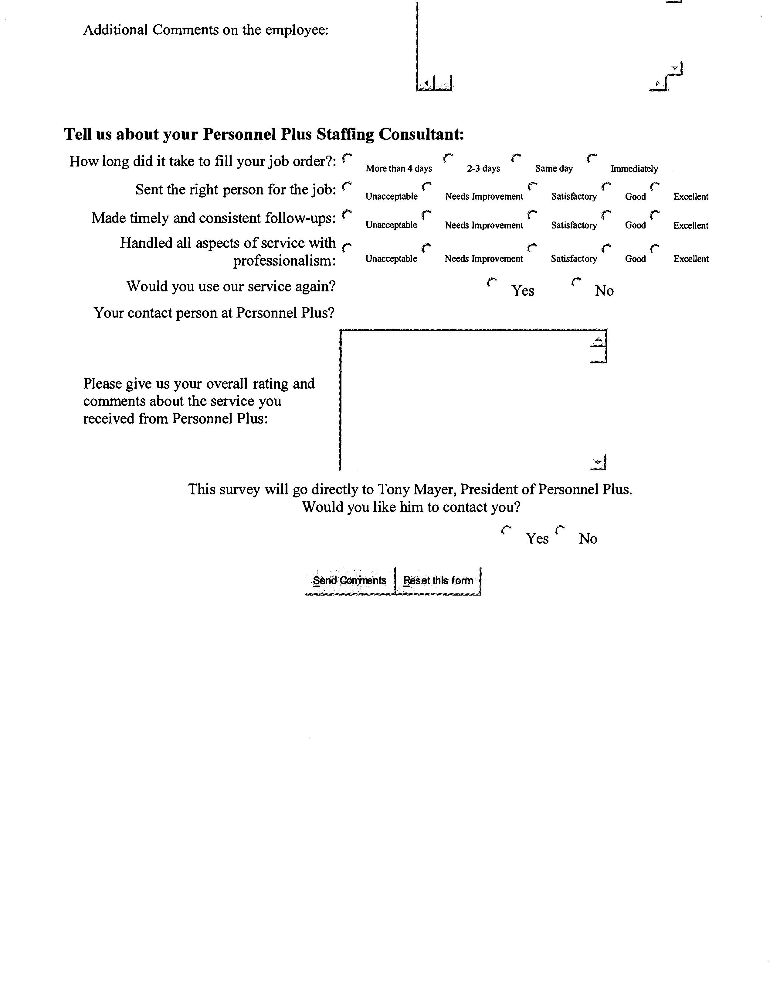 Additional Comments on the employee:
Tell us about your Personnel Plus Staffing Consultant:
How long did it take to fill your job order?: More than 4 days 2-3 days Same day Immediately
Sent the right person for the job: Unacceptable Needs Improvement Satisfactory Good Excellent
Made timely and consistent follow-ups: Unacceptable Needs Improvement Satisfactory Good Excellent
Handled all aspects of service with
professionalism: Unacceptable Needs Improvement Satisfactory Good Excellent
Would you use our service again? Yes No
Your contact person at Personnel Plus?
Please give us your overall rating and
comments about the service you
received from Personnel Plus:
This survey will go directly to Tony Mayer, President of Personnel Plus.
Would you like him to contact you?
Yes No
Send Comments Reset this form